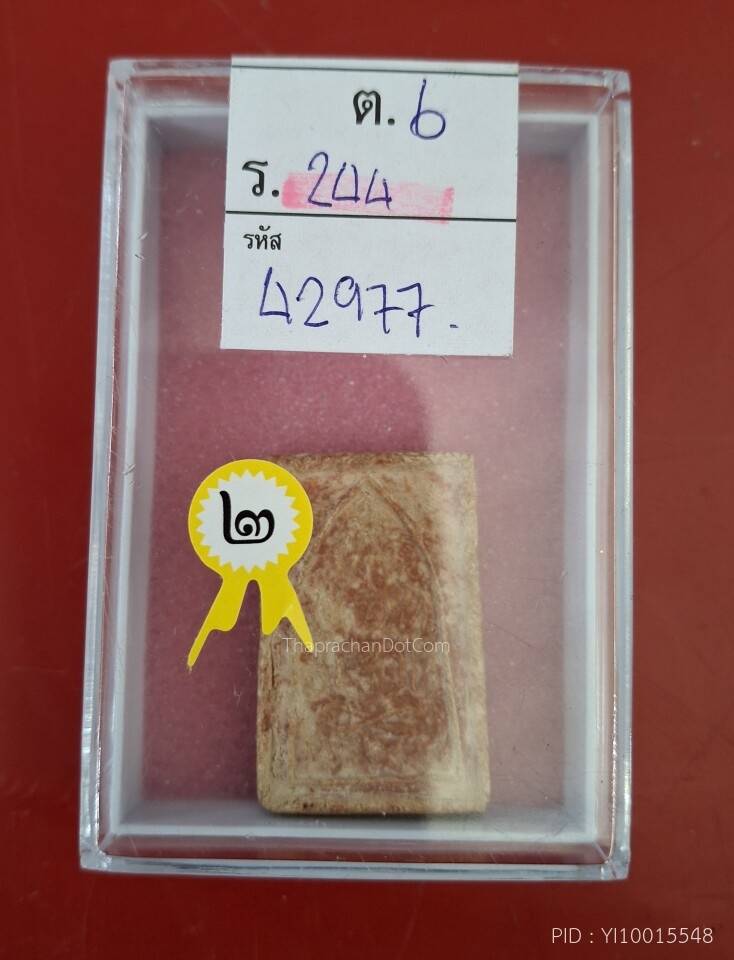 ต. 6
ร. 244
รหัส
42977.
๒
ThaprachanDotCom
PID : YI10015548